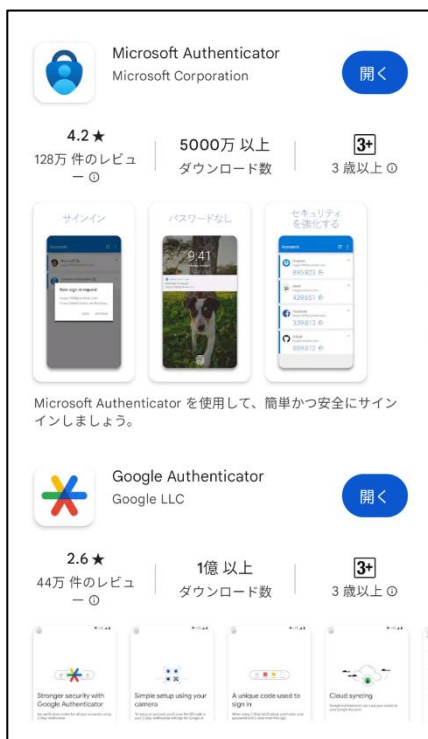 Microsoft Authenticator
Microsoft Corporation
開く
4.2★
128万 件のレビュ
ー
5000万 以上
ダウンロード数
3+
3 歳以上
サインイン
パスワードなし
セキュリティ
を強化する
9:41
Microsoft Authenticator を使用して、簡単かつ安全にサイン
インしましょう。
Google Authenticator
Google LLC
開く
2.6★
44万 件のレビュ
ー
1億 以上
ダウンロード数
3+
3 歳以上
Stronger security with
Google Authenticator
Simple setup using your
camera
A unique code used to
sign in
Cloud syncing